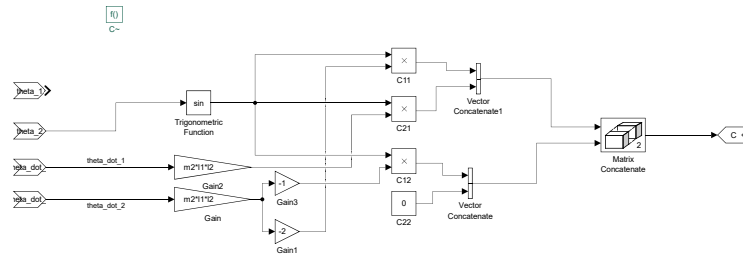 f()
C~
theta_1
theta_2
sin
Trigonometric
Function
×
C11
×
C21
Vector
Concatenate1
theta_dot_1
m2*l1*l2
Gain2
theta_dot_2
m2*l1*l2
Gain
-1
Gain3
-2
Gain1
×
C12
0
C22
Vector
Concatenate
2
Matrix
Concatenate
C